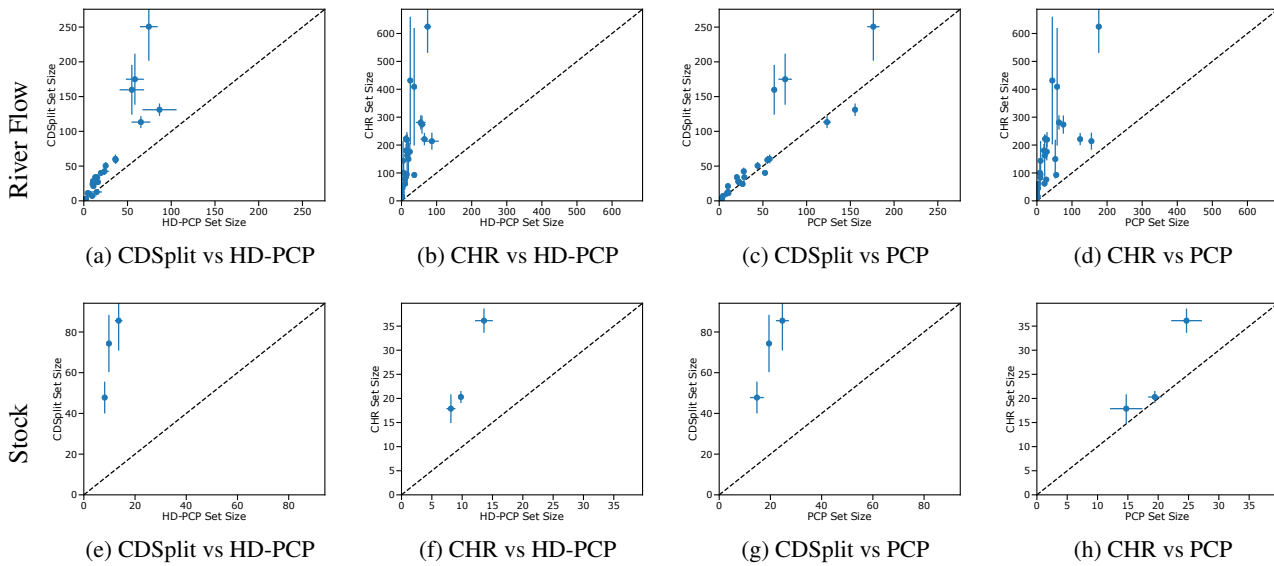 River Flow
CDSplit Set Size
250
200
150
100
50
0
0 50 100 150 200 250
HD-PCP Set Size
(a) CDSplit vs HD-PCP
CHR Set Size
600
500
400
300
200
100
0
0 100 200 300 400 500 600
HD-PCP Set Size
(b) CHR vs HD-PCP
CDSplit Set Size
250
200
150
100
50
0
0 50 100 150 200 250
PCP Set Size
(c) CDSplit vs PCP
CHR Set Size
600
500
400
300
200
100
0
0 100 200 300 400 500 600
PCP Set Size
(d) CHR vs PCP
Stock
CDSplit Set Size
80
60
40
20
0
0 20 40 60 80
HD-PCP Set Size
(e) CDSplit vs HD-PCP
CHR Set Size
35
30
25
20
15
10
5
0
0 5 10 15 20 25 30 35
HD-PCP Set Size
(f) CHR vs HD-PCP
CDSplit Set Size
80
60
40
20
0
0 20 40 60 80
PCP Set Size
(g) CDSplit vs PCP
CHR Set Size
35
30
25
20
15
10
5
0
0 5 10 15 20 25 30 35
PCP Set Size
(h) CHR vs PCP